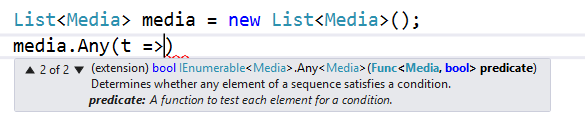 List<Media> media = new List<Media>();
media.Any(t =>)
▲ 2 of 2 ▼ (extension) bool IEnumerable<Media>.Any<Media>(Func<Media, bool> predicate)
Determines whether any element of a sequence satisfies a condition.
predicate: A function to test each element for a condition.